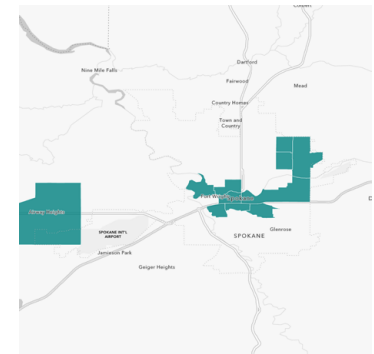 Dartford
Nine Mile Falls
Fairwood
Mead
Country Homes
Town and
Country
Spokane
Airway Heights
Glenrose
SPOKANE INT'L
AIRPORT
SPOKANE
Jamieson Park
Geiger Heights